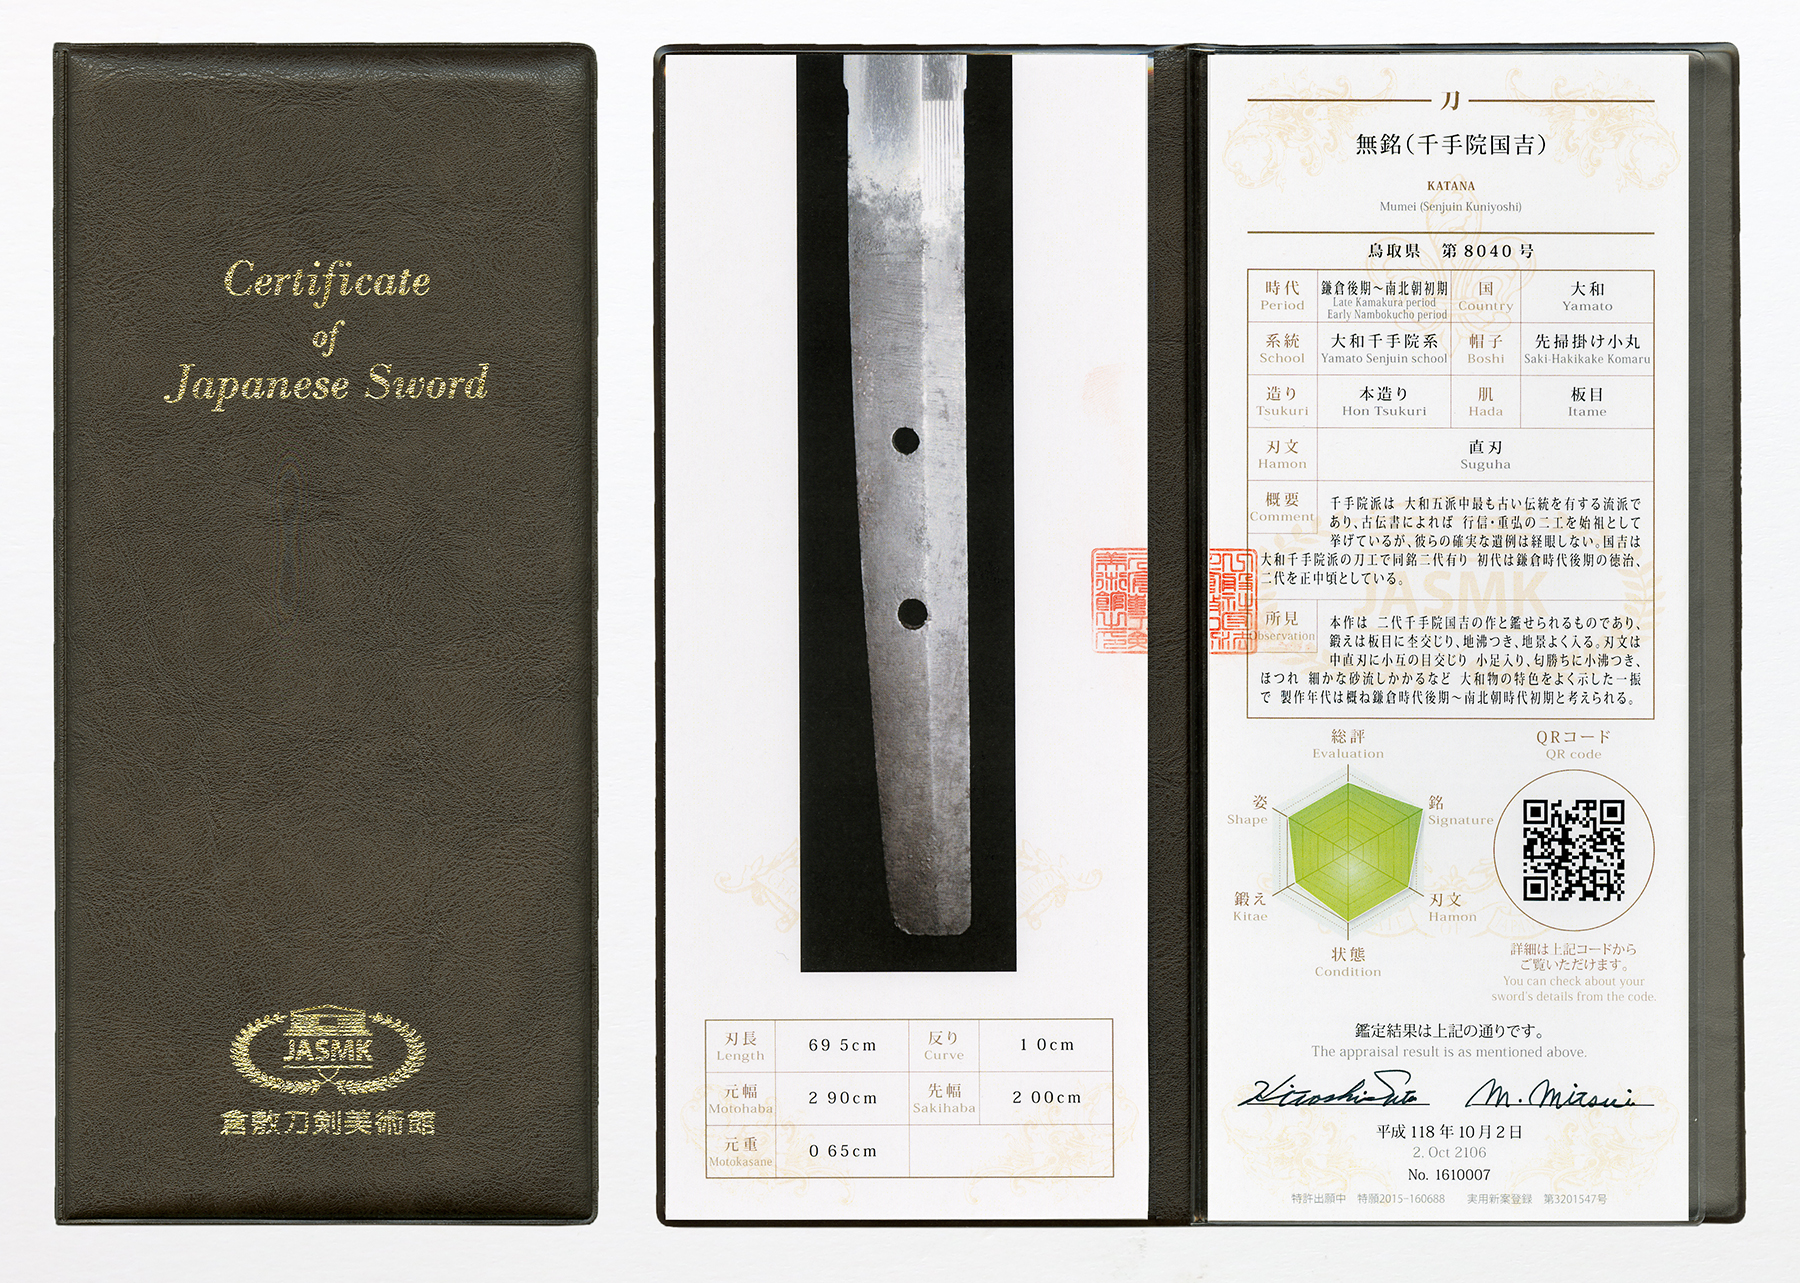 Certificate
of
Japanese Sword
JASMK
倉敷刀剣美術館
刃長 69 5cm 反り 1 0cm
Length Curve
元幅 2 90cm 先幅 2 00cm
Motohaba Sakihaba
元重 0 65cm
Motokasane
刀
無銘(千手院国吉)
KATANA
Mumei (Senjuin Kuniyoshi)
鳥取県 第8040号
時代 鎌倉後期～南北朝初期 国 大和
Period Late Kamakura period Country Yamato
Early Nambokucho period
系統 大和千手院系 帽子 先掃掛け小丸
School Yamato Senjuin school Boshi Saki-Hakikake Komaru
造り 本造り 肌 板目
Tsukuri Hon Tsukuri Hada Itame
刃文 直刃
Hamon Suguha
概要
Comment
千手院派は 大和五派中最も古い伝統を有する流派で
あり、古伝書によれば 行信・重弘の二工を始祖として
挙げているが、彼らの確実な遺例は経眼しない。国吉は
大和千手院派の刀工で同銘二代有り 初代は鎌倉時代後期の徳治、
二代を正中頃としている。
JASMK
所見
Observation
本作は 二代千手院国吉の作と鑑せられるものであり、
鍛えは板目に杢交じり、地沸つき、地景よく入る。刃文は
中直刃に小互の目交じり 小足入り、匂勝ちに小沸つき、
ほつれ 細かな砂流しかかるなど 大和物の特色をよく示した一振
で 製作年代は概ね鎌倉時代後期～南北朝時代初期と考えられる。
総評
Evaluation
姿
Shape
銘
Signature
鍛え
Kitae
刃文
Hamon
状態
Condition
QRコード
QR code
詳細は上記コードから
ご覧いただけます。
You can check about your
sword's details from the code.
鑑定結果は上記の通りです。
The appraisal result is as mentioned above.
M. Mitsui
平成118年10月2日
2. Oct 2106
No. 1610007
特許出願中 特願2015-160688 実用新案登録 第3201547号